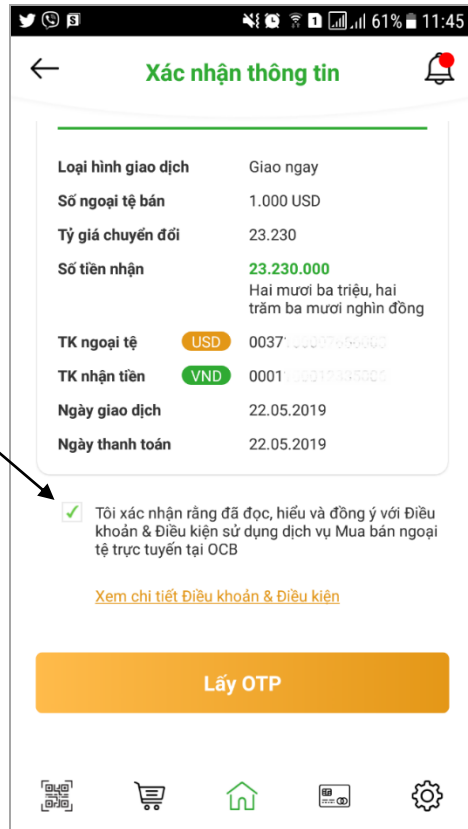 61% 11:45
Xác nhận thông tin
Loại hình giao dịch Giao ngay
Số ngoại tệ bán 1.000 USD
Tỷ giá chuyển đổi 23.230
Số tiền nhận 23.230.000
Hai mươi ba triệu, hai
trăm ba mươi nghìn đồng
TK ngoại tệ USD 0037
TK nhận tiền VND 0001
Ngày giao dịch 22.05.2019
Ngày thanh toán 22.05.2019
Tôi xác nhận rằng đã đọc, hiểu và đồng ý với Điều
khoản & Điều kiện sử dụng dịch vụ Mua bán ngoại
tệ trực tuyến tại OCB
Xem chi tiết Điều khoản & Điều kiện
Lấy OTP